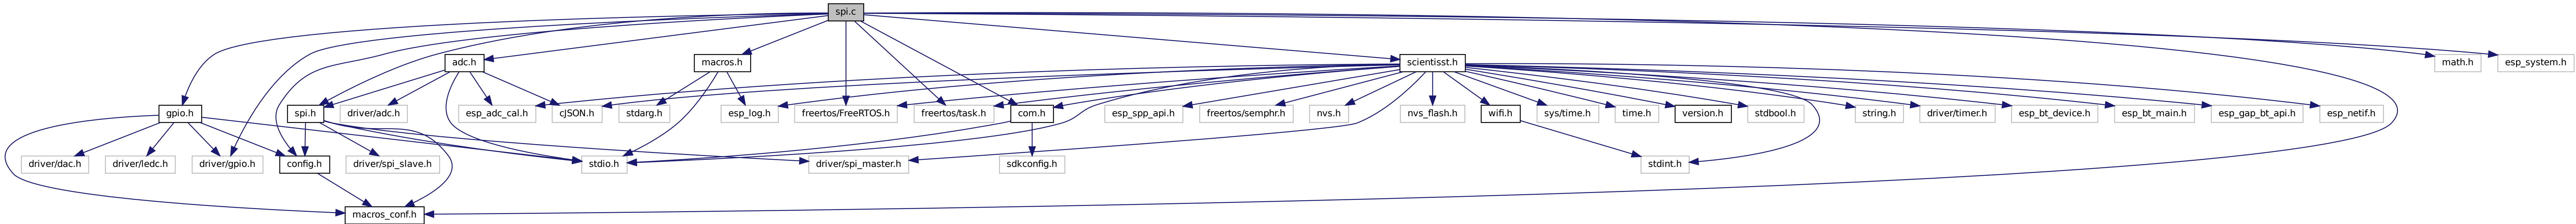 spi.c
adc.h
macros.h
scientisst.h
math.h
esp_system.h
gpio.h
spi.h
driver/adc.h
esp_adc_cal.h
cJSON.h
stdarg.h
esp_log.h
freertos/FreeRTOS.h
freertos/task.h
com.h
esp_spp_api.h
freertos/semphr.h
nvs.h
nvs_flash.h
wifi.h
sys/time.h
time.h
version.h
stdbool.h
string.h
driver/timer.h
esp_bt_device.h
esp_bt_main.h
esp_gap_bt_api.h
esp_netif.h
driver/dac.h
driver/ledc.h
driver/gpio.h
config.h
driver/spi_slave.h
stdio.h
driver/spi_master.h
sdkconfig.h
stdint.h
macros_conf.h